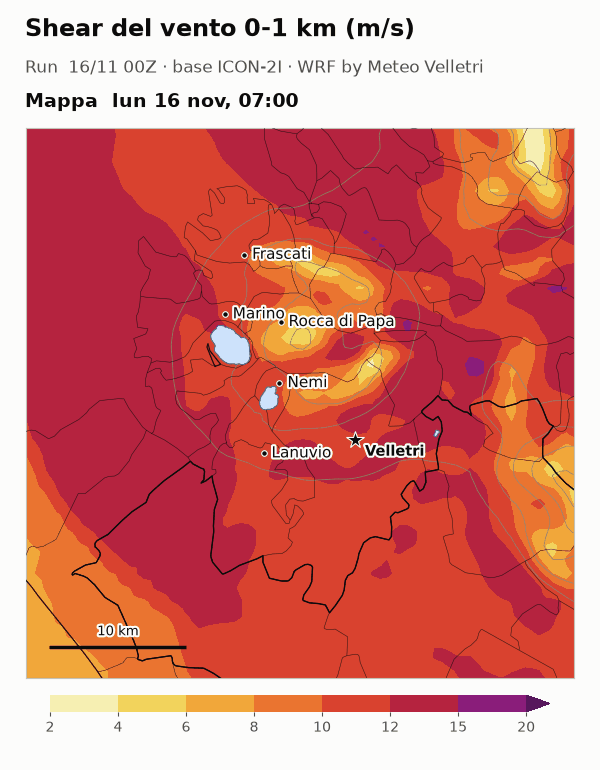 Shear del vento 0-1 km (m/s)
Run  16/11 00Z · base ICON-2I · WRF by Meteo Velletri
Mappa  lun 16 nov, 07:00
Frascati
Marino
Rocca di Papa
Nemi
Velletri
Lanuvio
10 km
2 4 6 8 10 12 15 20